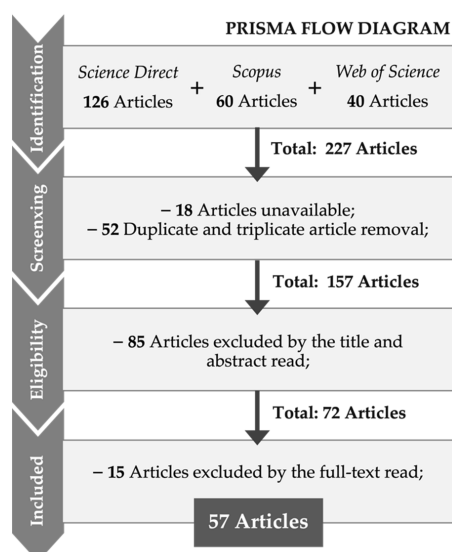 PRISMA FLOW DIAGRAM
Identification
Science Direct + Scopus + Web of Science
126 Articles 60 Articles 40 Articles
Total: 227 Articles
Screenxing
– 18 Articles unavailable;
– 52 Duplicate and triplicate article removal;
Total: 157 Articles
Eligibility
– 85 Articles excluded by the title and
abstract read;
Total: 72 Articles
Included
– 15 Articles excluded by the full-text read;
57 Articles